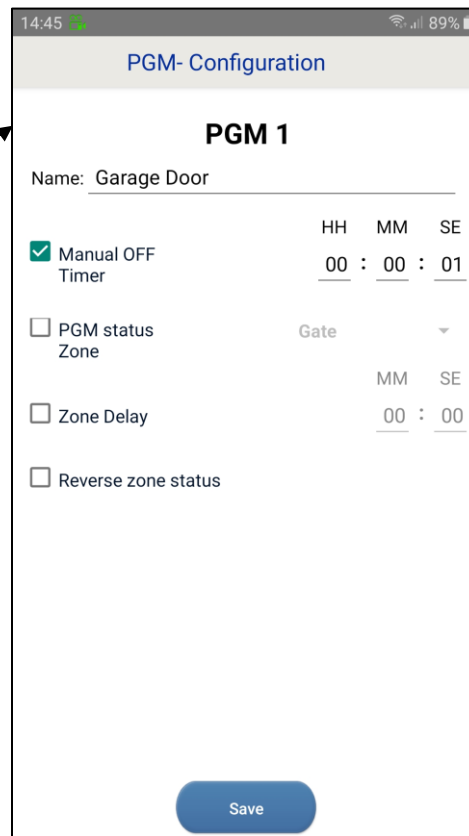 14:45 89%
PGM- Configuration
PGM 1
Name: Garage Door
HH MM SE
Manual OFF
Timer
00 : 00 : 01
PGM status
Zone
Gate
MM SE
Zone Delay 00 : 00
Reverse zone status
Save